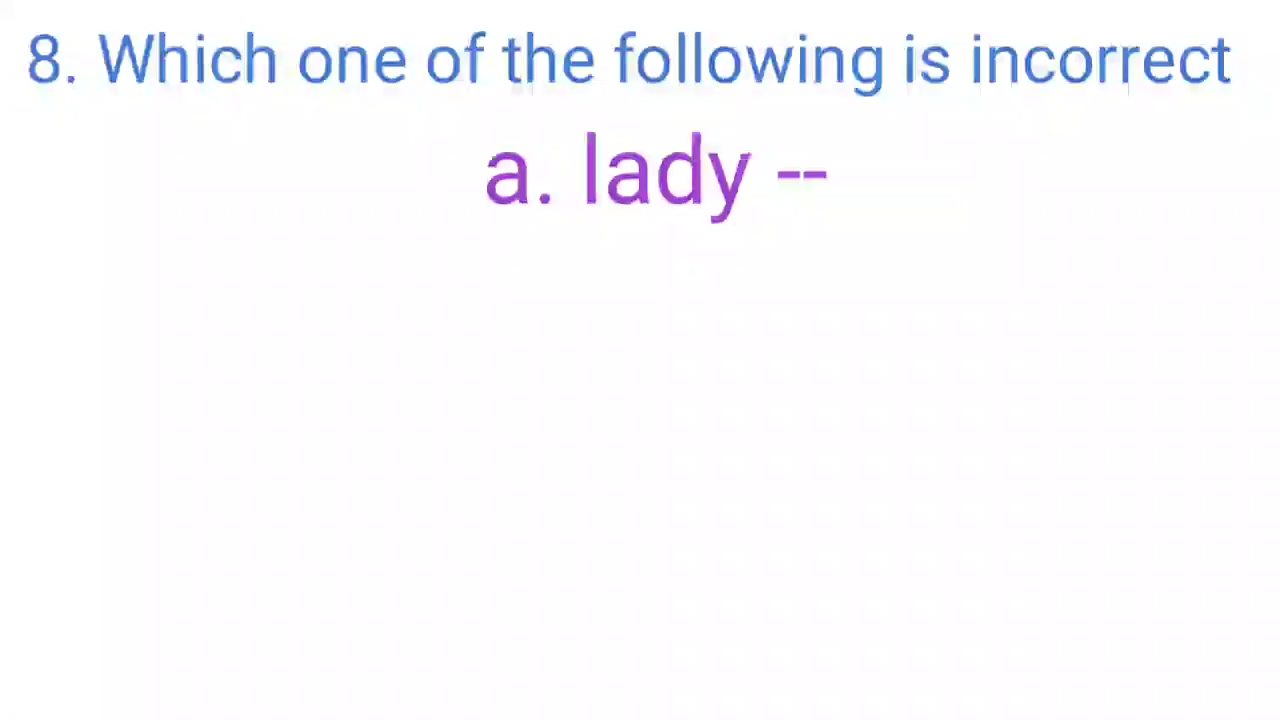 8. Which one of the following is incorrect
a. lady --